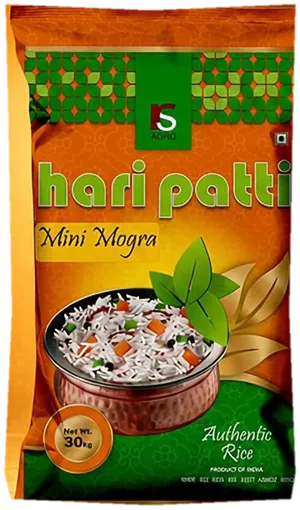 rs
AGRO
hari patti
Mini Mogra
Net Wt.
30kg
Authentic
Rice
PRODUCT OF INDIA